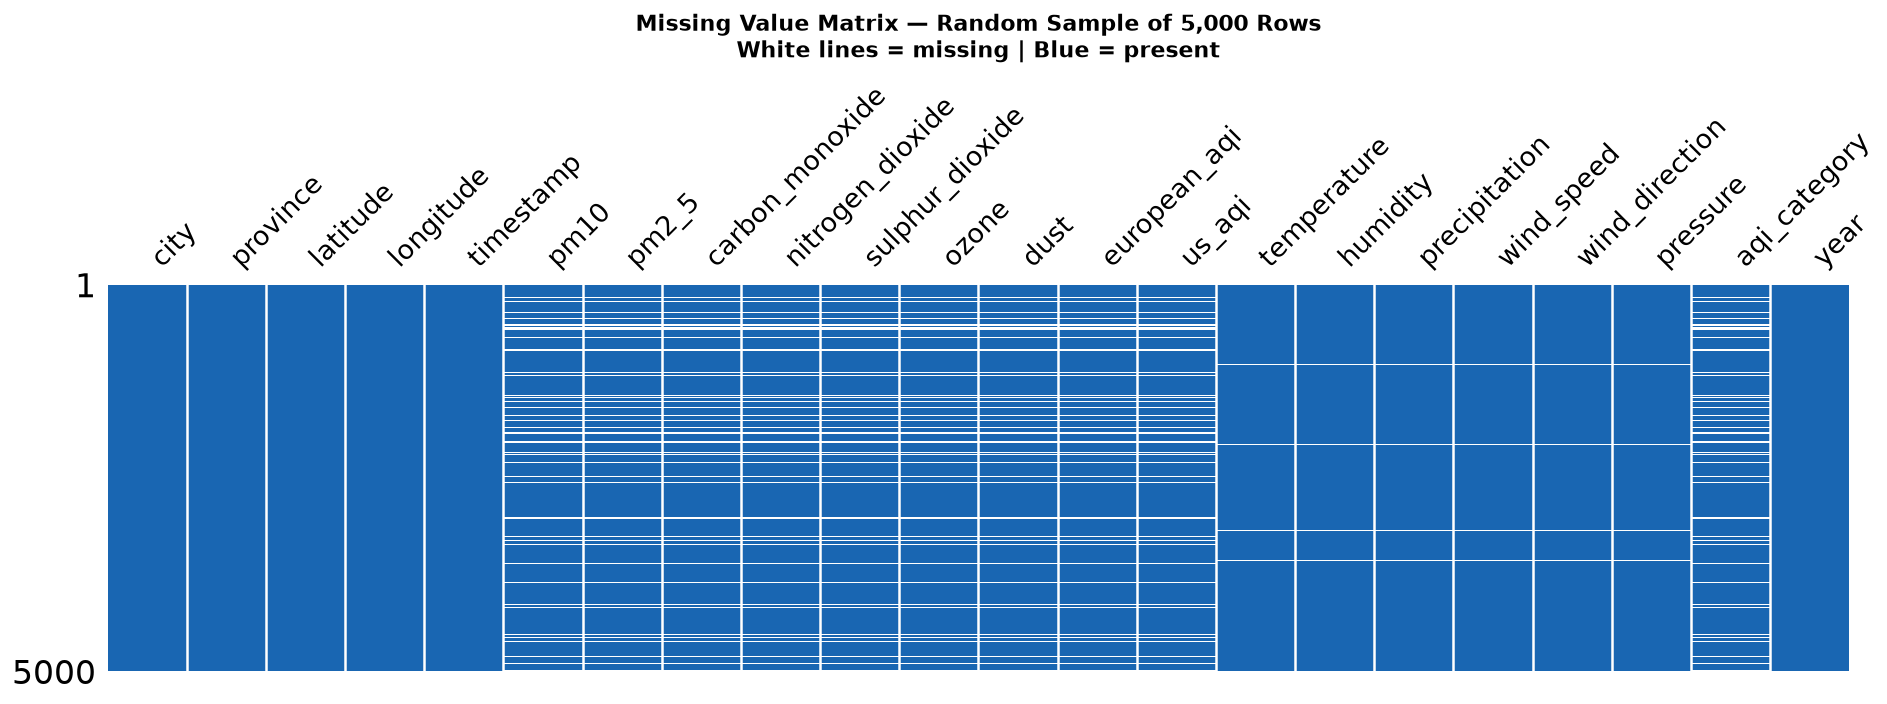 Missing Value Matrix — Random Sample of 5,000 Rows
White lines = missing | Blue = present
city
province
latitude
longitude
timestamp
pm10
pm2_5
carbon_monoxide
nitrogen_dioxide
sulphur_dioxide
ozone
dust
european_aqi
us_aqi
temperature
humidity
precipitation
wind_speed
wind_direction
pressure
aqi_category
year
1
5000